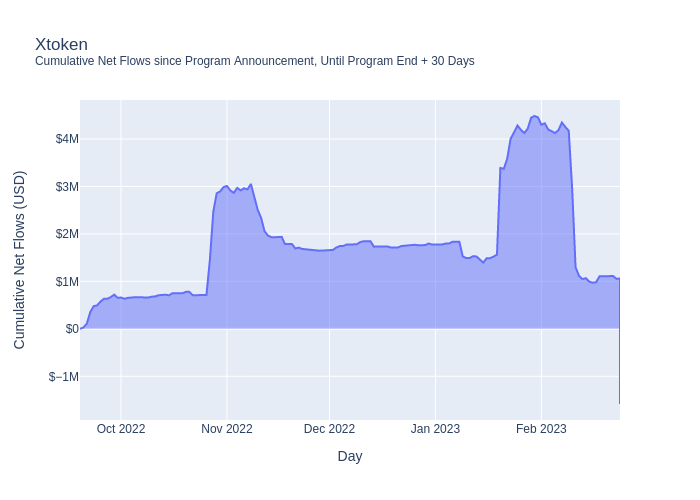 Xtoken
Cumulative Net Flows since Program Announcement, Until Program End + 30 Days
$4M
$3M
$2M
$1M
$0
$−1M
Cumulative Net Flows (USD)
Oct 2022
Nov 2022
Dec 2022
Jan 2023
Feb 2023
Day